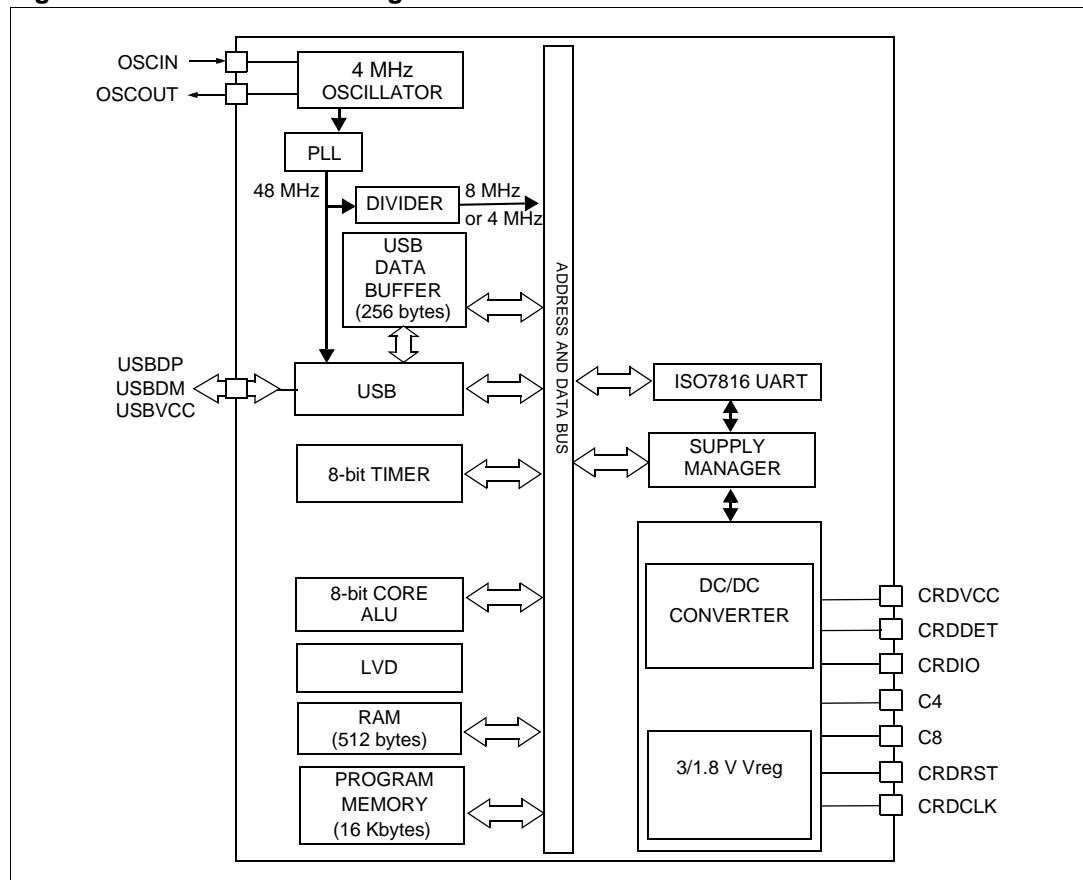 OSCIN
OSCOUT
4 MHz
OSCILLATOR
PLL
48 MHz
DIVIDER
8 MHz
or 4 MHz
USB
DATA
BUFFER
(256 bytes)
ADDRESS AND DATA BUS
USBDP
USBDM
USBVCC
USB
ISO7816 UART
8-bit TIMER
SUPPLY
MANAGER
8-bit CORE
ALU
DC/DC
CONVERTER
LVD
RAM
(512 bytes)
3/1.8 V Vreg
PROGRAM
MEMORY
(16 Kbytes)
CRDVCC
CRDDET
CRDIO
C4
C8
CRDRST
CRDCLK